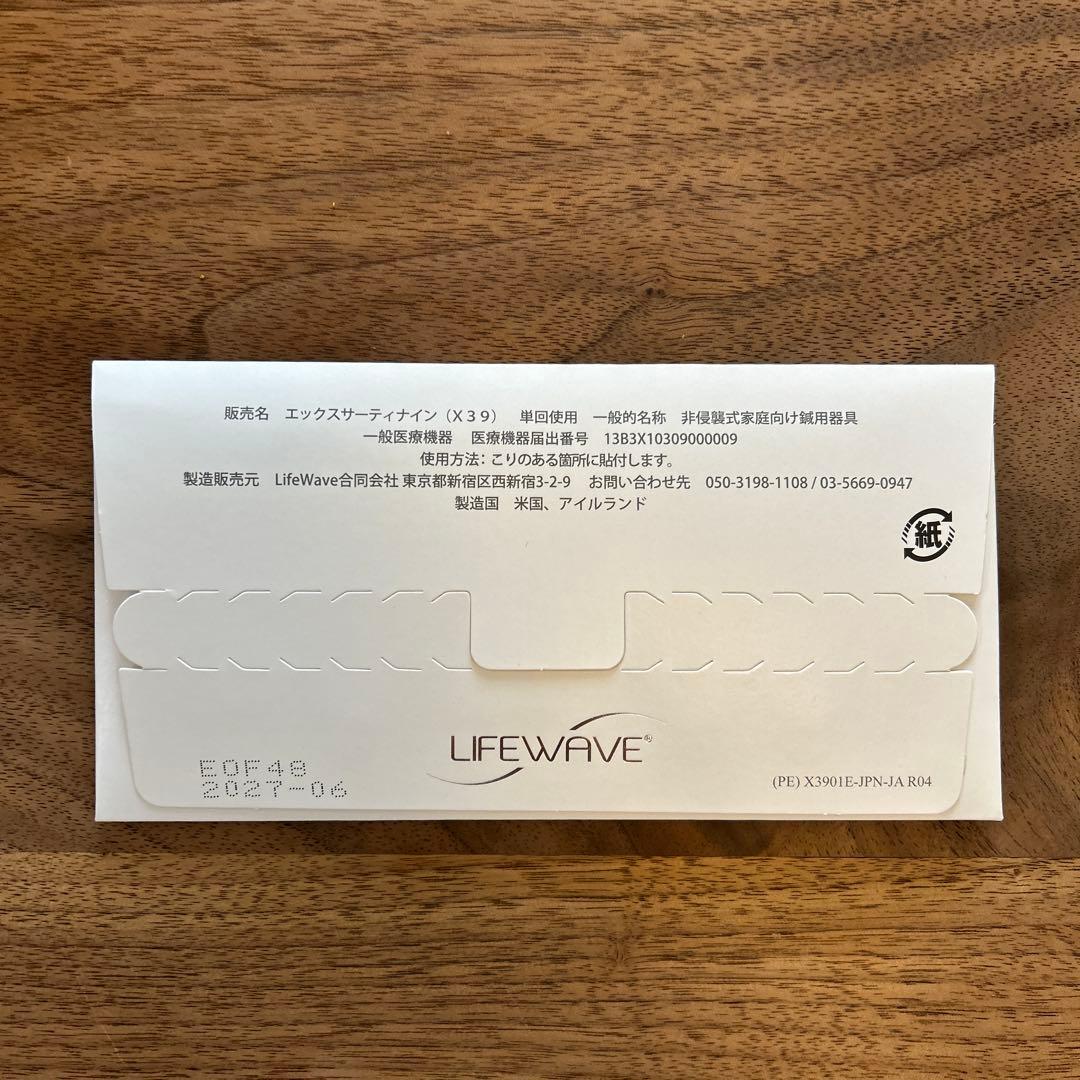 販売名 エックスサーティナイン（X39） 単回使用 一般的名称 非侵襲式家庭向け鍼用器具
一般医療機器 医療機器届出番号 13B3X10309000009
使用方法：こりのある箇所に貼付します。
製造販売元 LifeWave合同会社 東京都新宿区西新宿3-2-9 お問い合わせ先 050-3198-1108 / 03-5669-0947
製造国 米国、アイルランド
紙
LIFEWAVE®
EOF48
2027-06
(PE) X3901E-JPN-JA R04